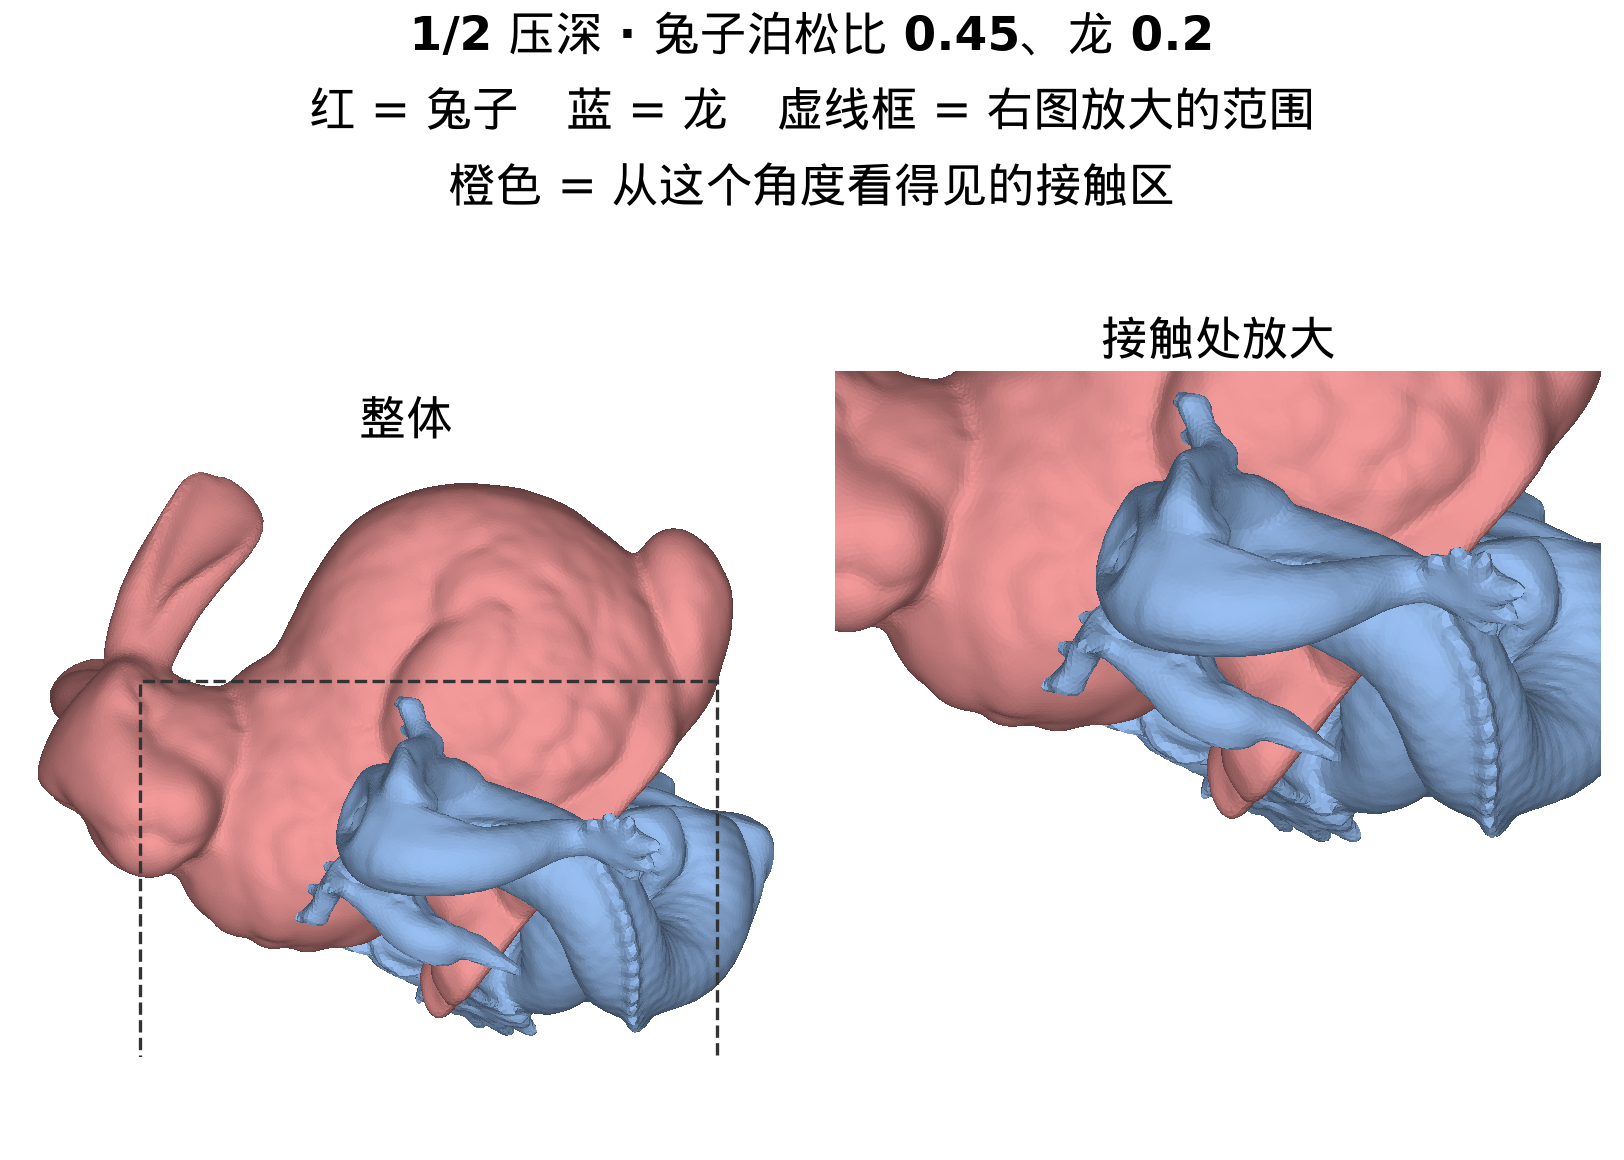 1/2 压深 · 兔子泊松比 0.45、龙 0.2
红 = 兔子 蓝 = 龙 虚线框 = 右图放大的范围
橙色 = 从这个角度看得见的接触区
接触处放大
整体